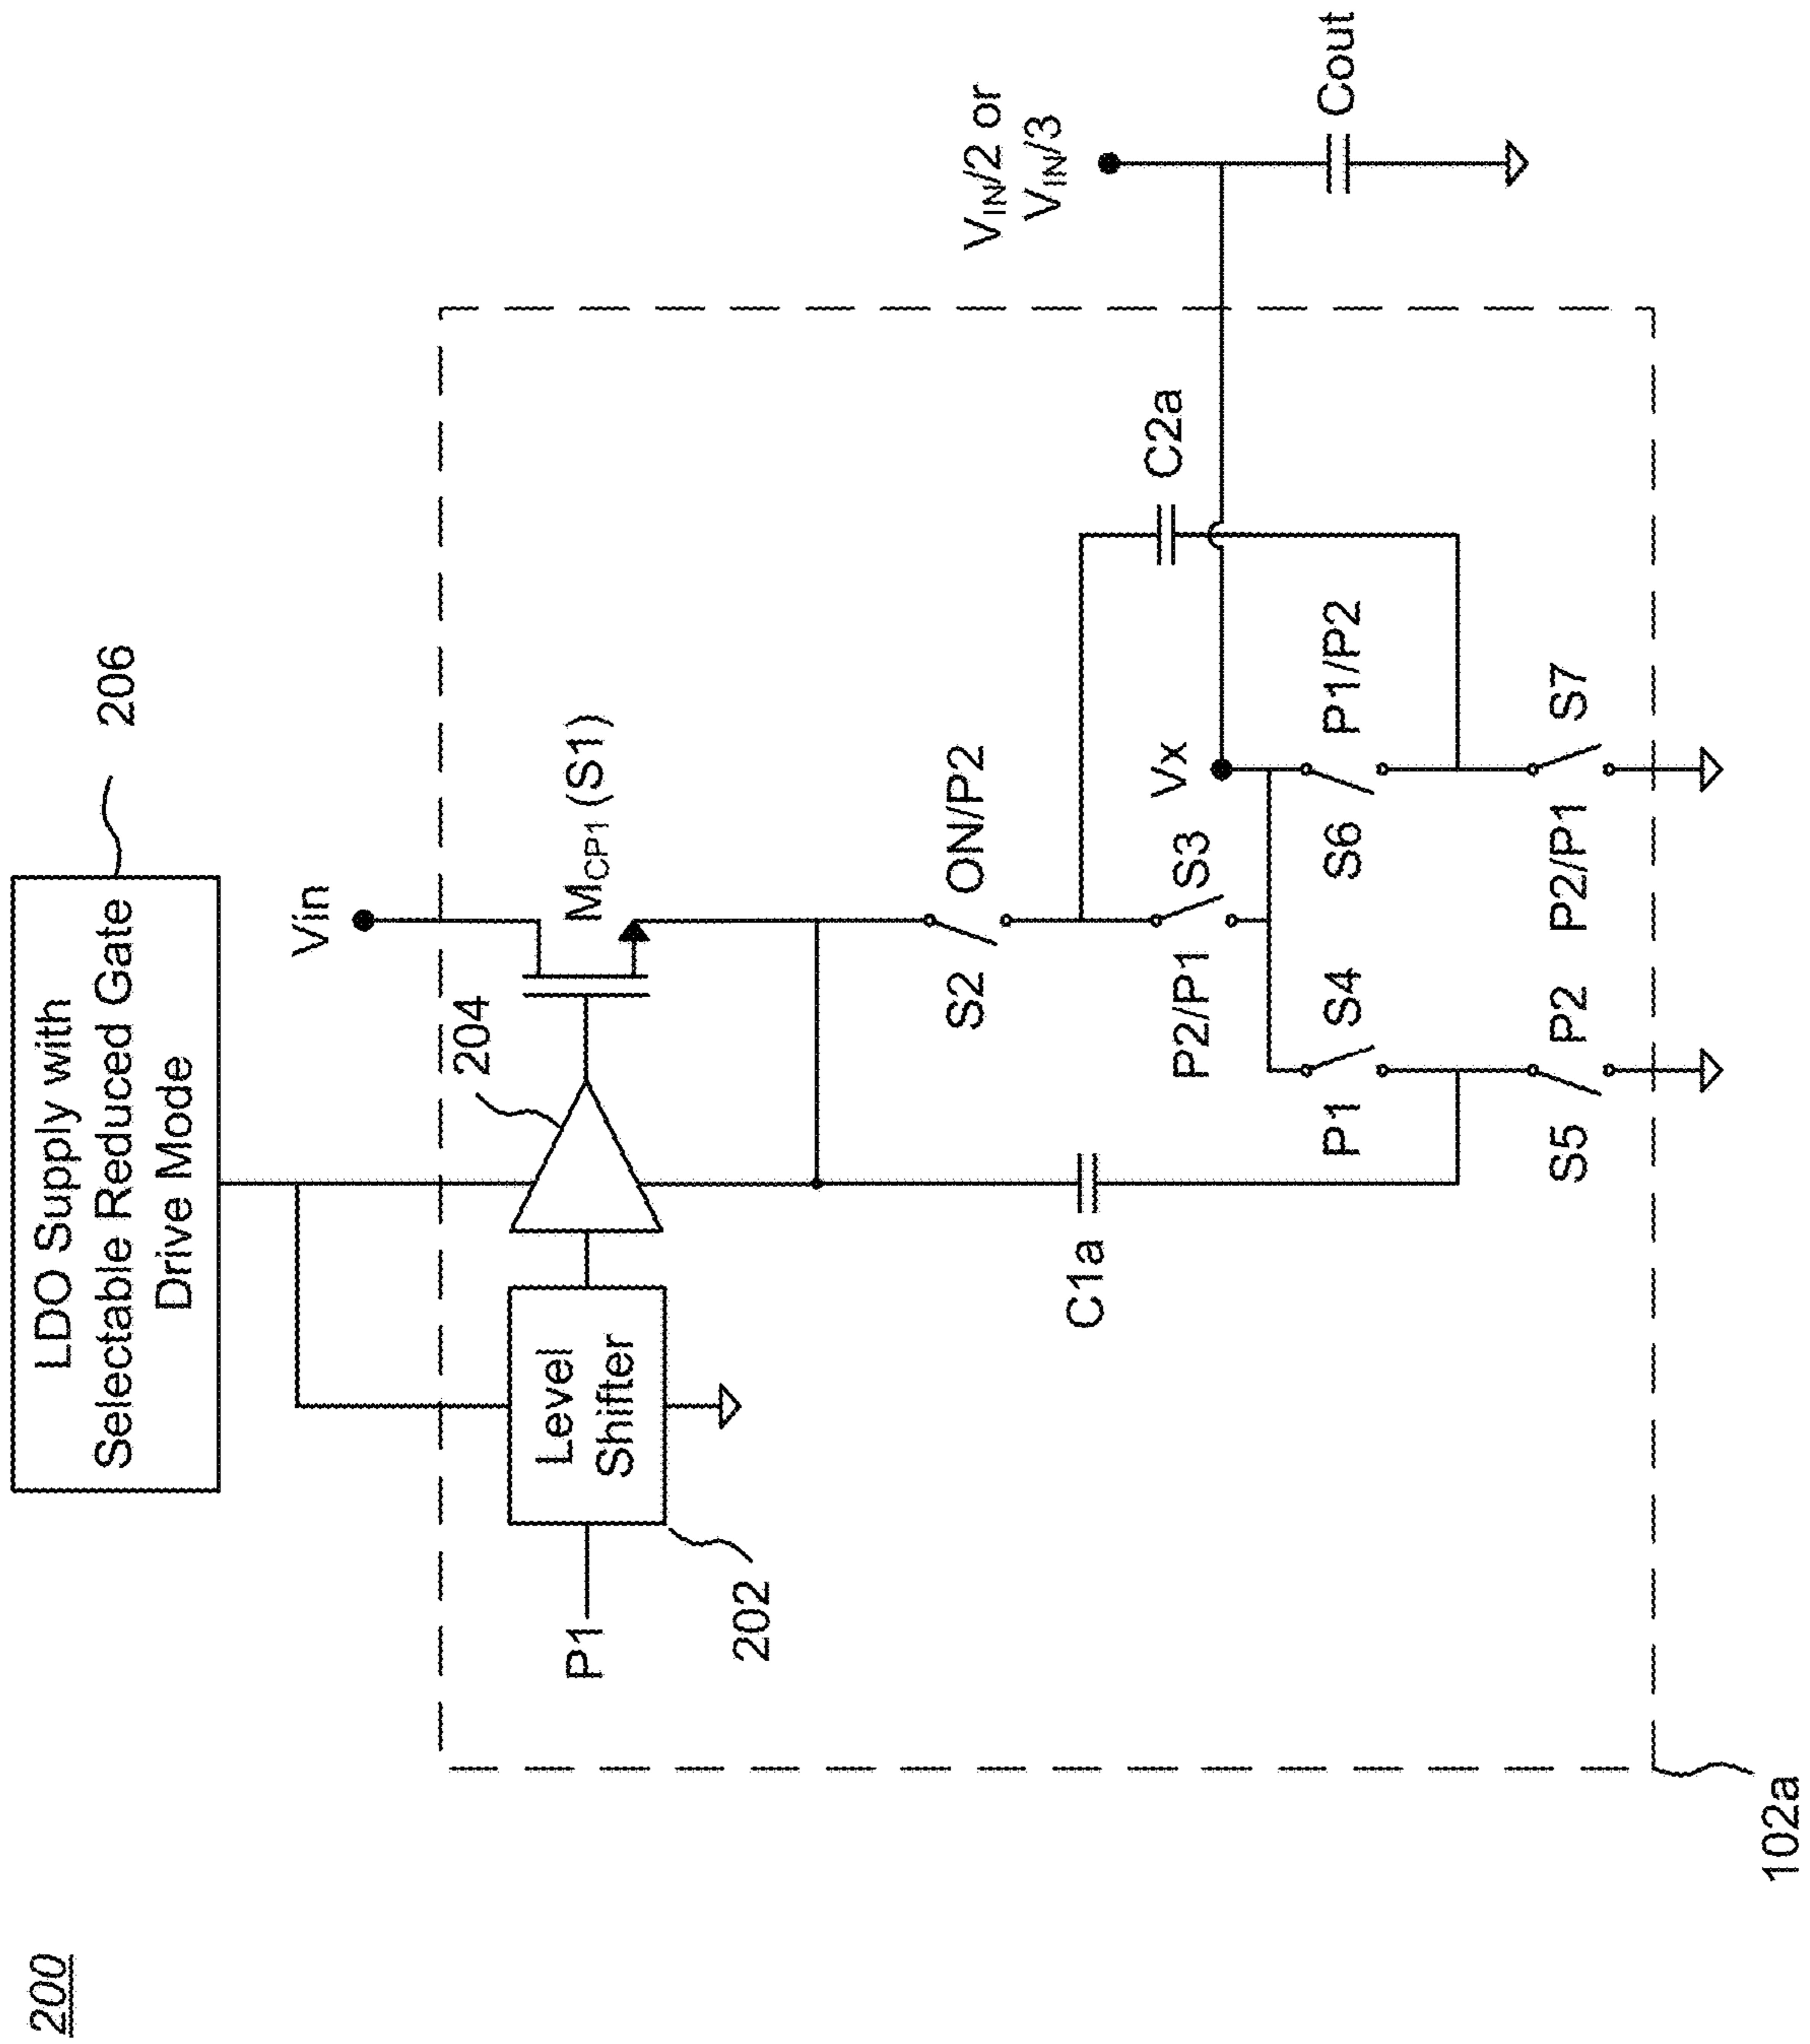 200
LDO Supply with
Selectable Reduced Gate
Drive Mode
206
Vin
204
MCP1 (S1)
P1
Level
Shifter
202
S2
ON/P2
C1a
C2a
VIN/2 or
VIN/3
Cout
Vx
P2/P1
S3
P1
S4
S6
P1/P2
S5
P2
P2/P1
S7
102a